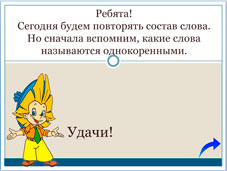 Ребята!
Сегодня будем повторять состав слова.
Но сначала вспомним, какие слова
называются однокоренными.
Удачи!